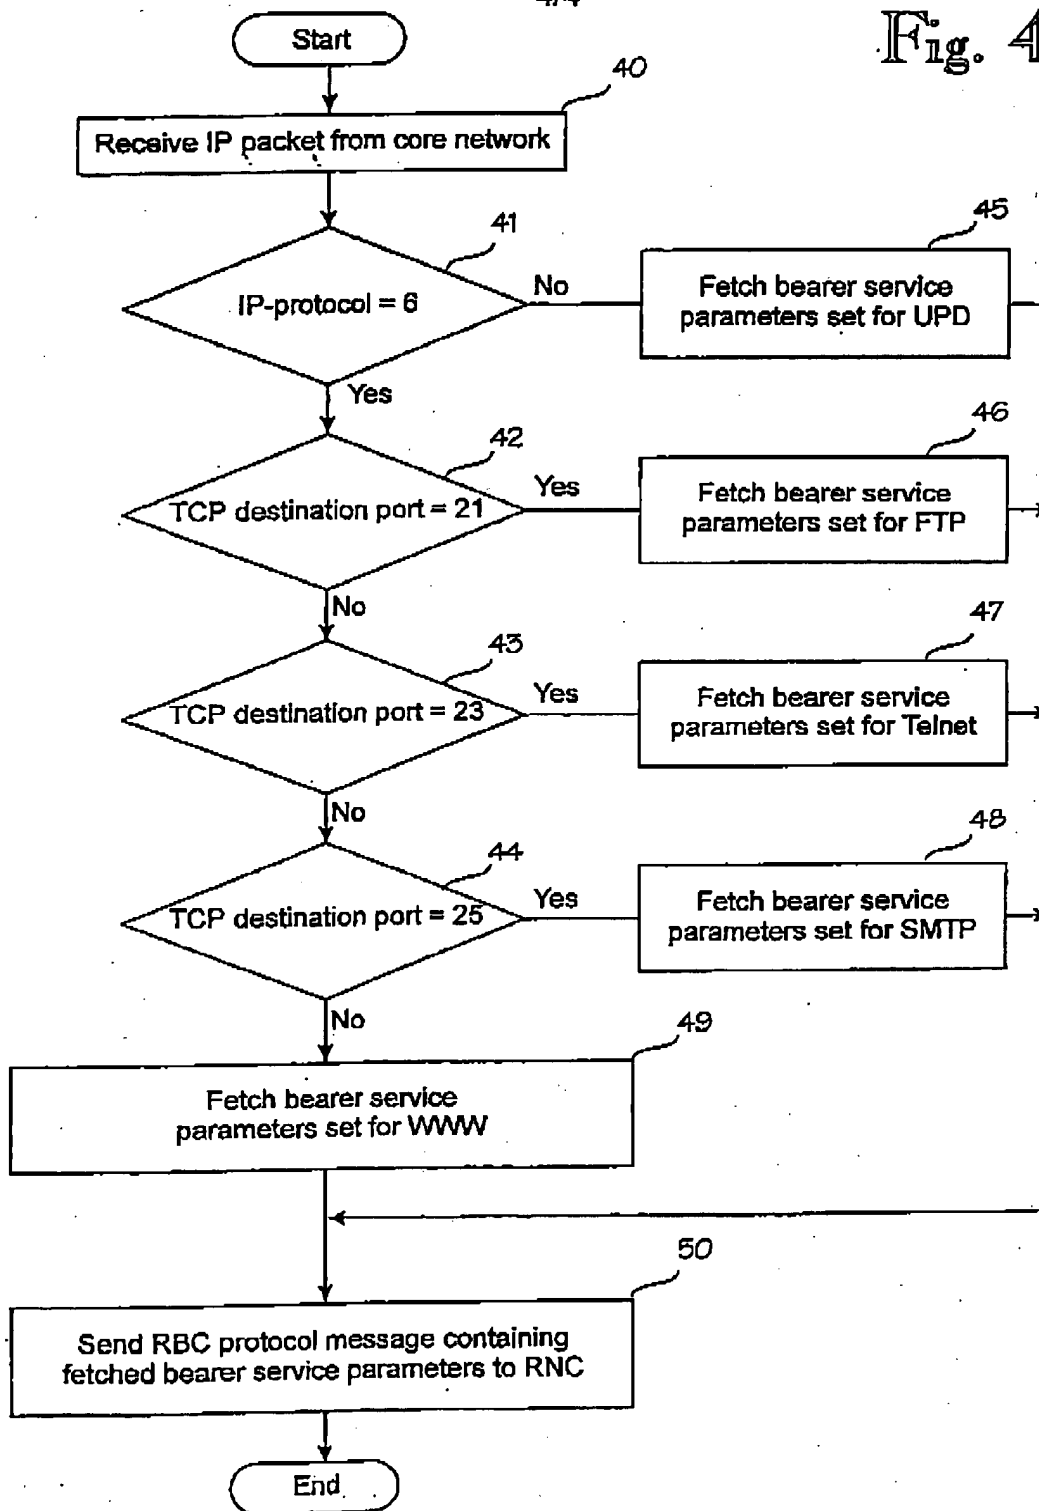 Fig. 4
Start
40
Receive IP packet from core network
41
IP-protocol = 6
No
45
Fetch bearer service
parameters set for UPD
Yes
42
TCP destination port = 21
Yes
46
Fetch bearer service
parameters set for FTP
No
43
TCP destination port = 23
Yes
47
Fetch bearer service
parameters set for Telnet
No
44
TCP destination port = 25
Yes
48
Fetch bearer service
parameters set for SMTP
No
49
Fetch bearer service
parameters set for WWW
50
Send RBC protocol message containing
fetched bearer service parameters to RNC
End